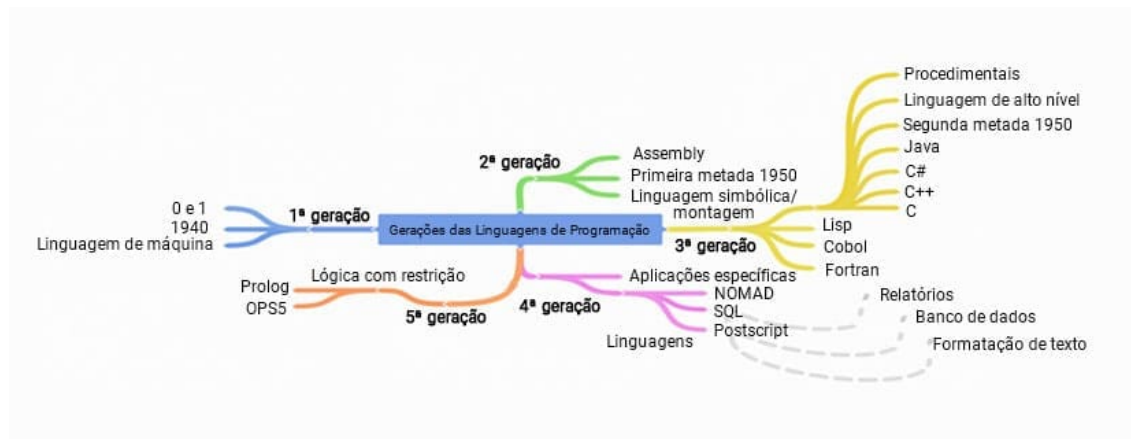 Gerações das Linguagens de Programação
1ª geração
0 e 1
1940
Linguagem de máquina
2ª geração
Assembly
Primeira metada 1950
Linguagem simbólica/
montagem
3ª geração
Procedimentais
Linguagem de alto nível
Segunda metada 1950
Java
C#
C++
C
Lisp
Cobol
Fortran
4ª geração
Aplicações específicas
Linguagens
NOMAD
SQL
Postscript
Relatórios
Banco de dados
Formatação de texto
5ª geração
Lógica com restrição
Prolog
OPS5